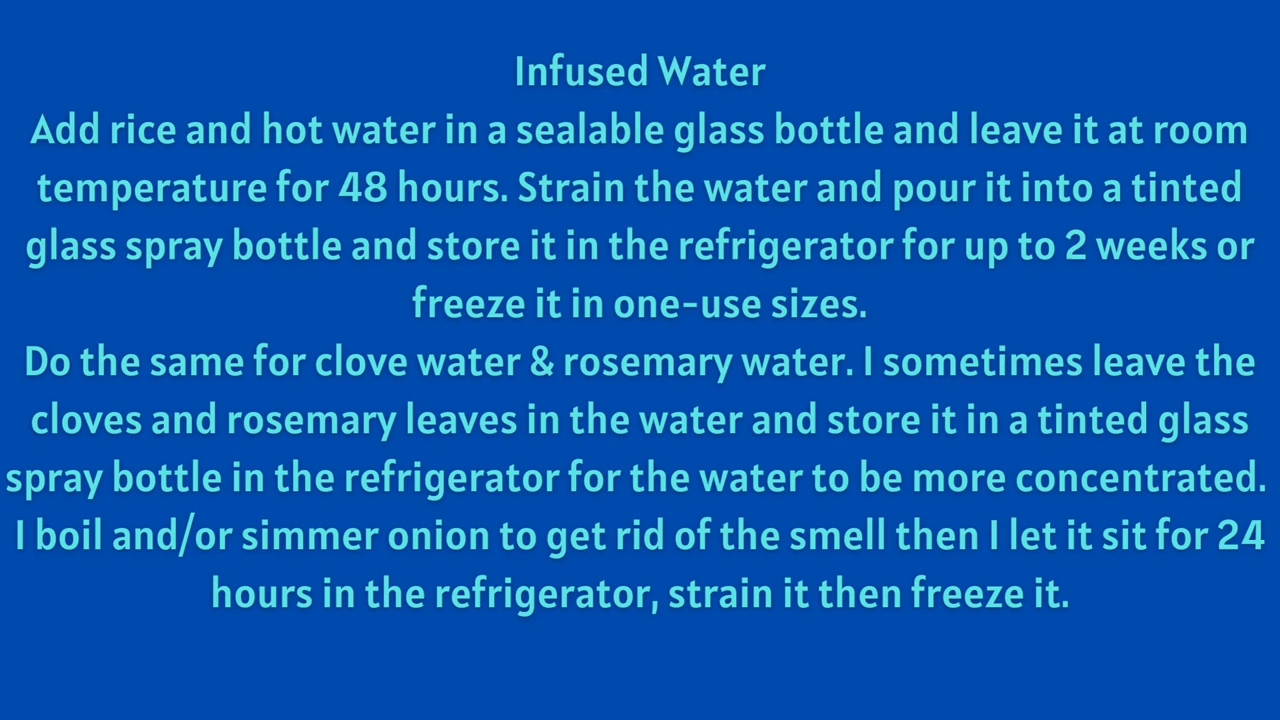 Infused Water
Add rice and hot water in a sealable glass bottle and leave it at room
temperature for 48 hours. Strain the water and pour it into a tinted
glass spray bottle and store it in the refrigerator for up to 2 weeks or
freeze it in one-use sizes.
Do the same for clove water & rosemary water. I sometimes leave the
cloves and rosemary leaves in the water and store it in a tinted glass
spray bottle in the refrigerator for the water to be more concentrated.
I boil and/or simmer onion to get rid of the smell then I let it sit for 24
hours in the refrigerator, strain it then freeze it.